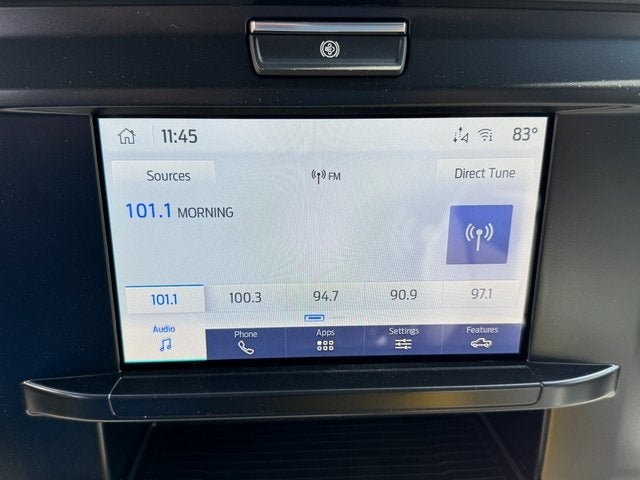 11:45 83°
Sources FM Direct Tune
101.1 MORNING
101.1 100.3 94.7 90.9 97.1
Audio Phone Apps Settings Features